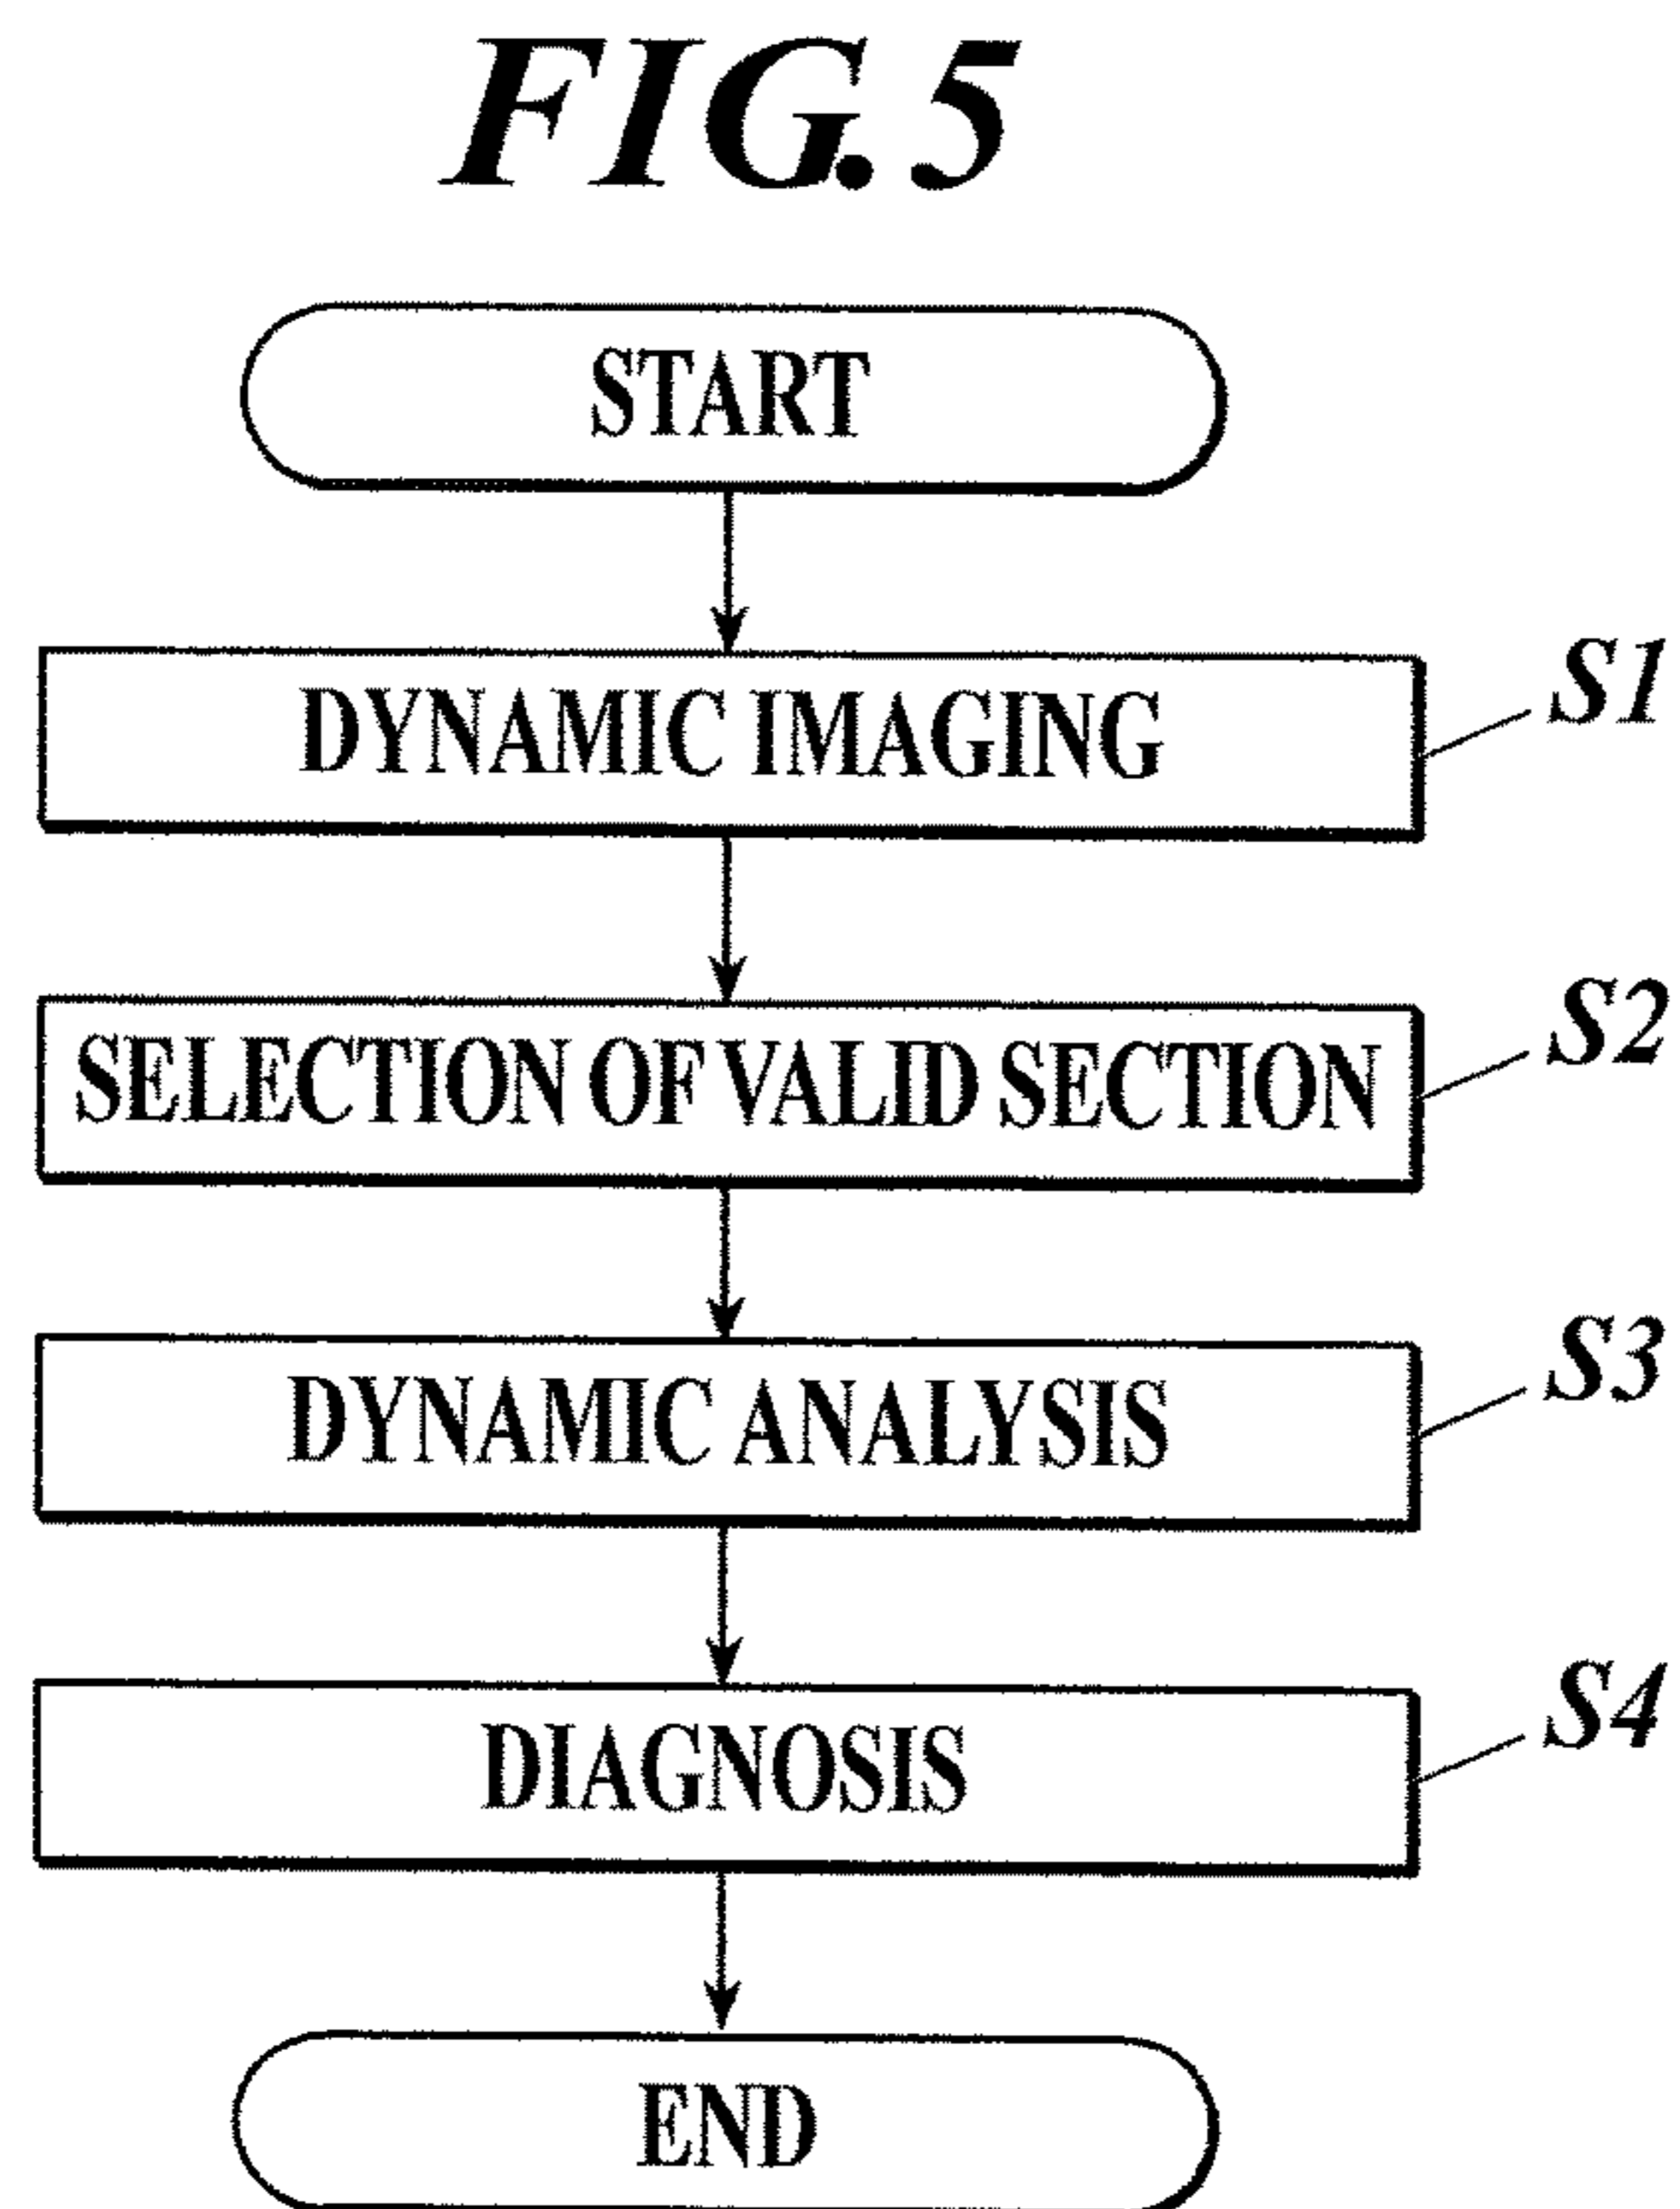 FIG. 5
START
DYNAMIC IMAGING
S1
SELECTION OF VALID SECTION
S2
DYNAMIC ANALYSIS
S3
DIAGNOSIS
S4
END